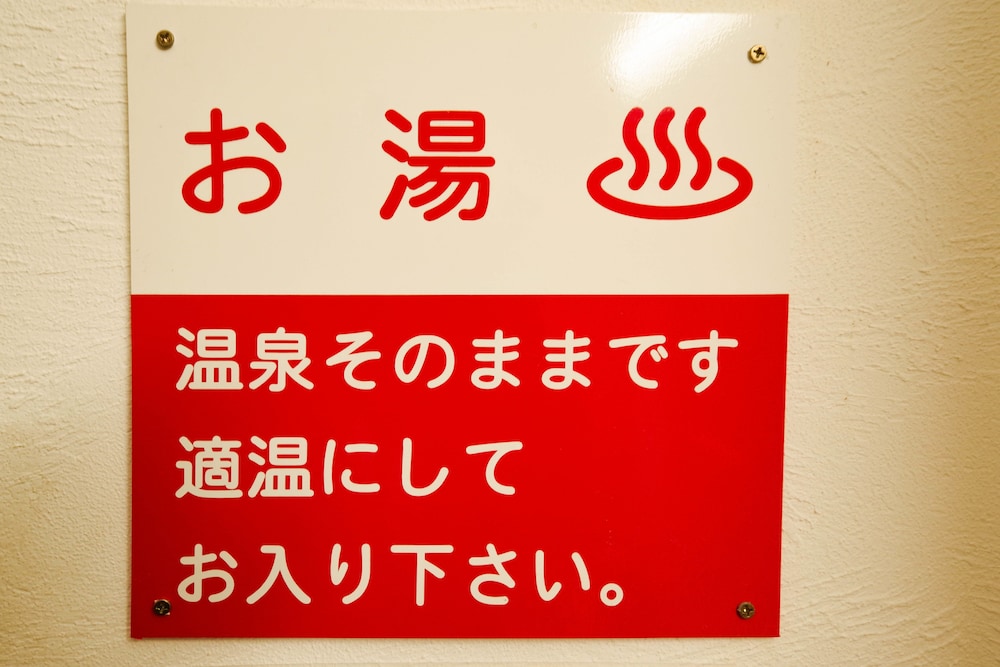 お湯♨
温泉そのままです
適温にして
お入り下さい。